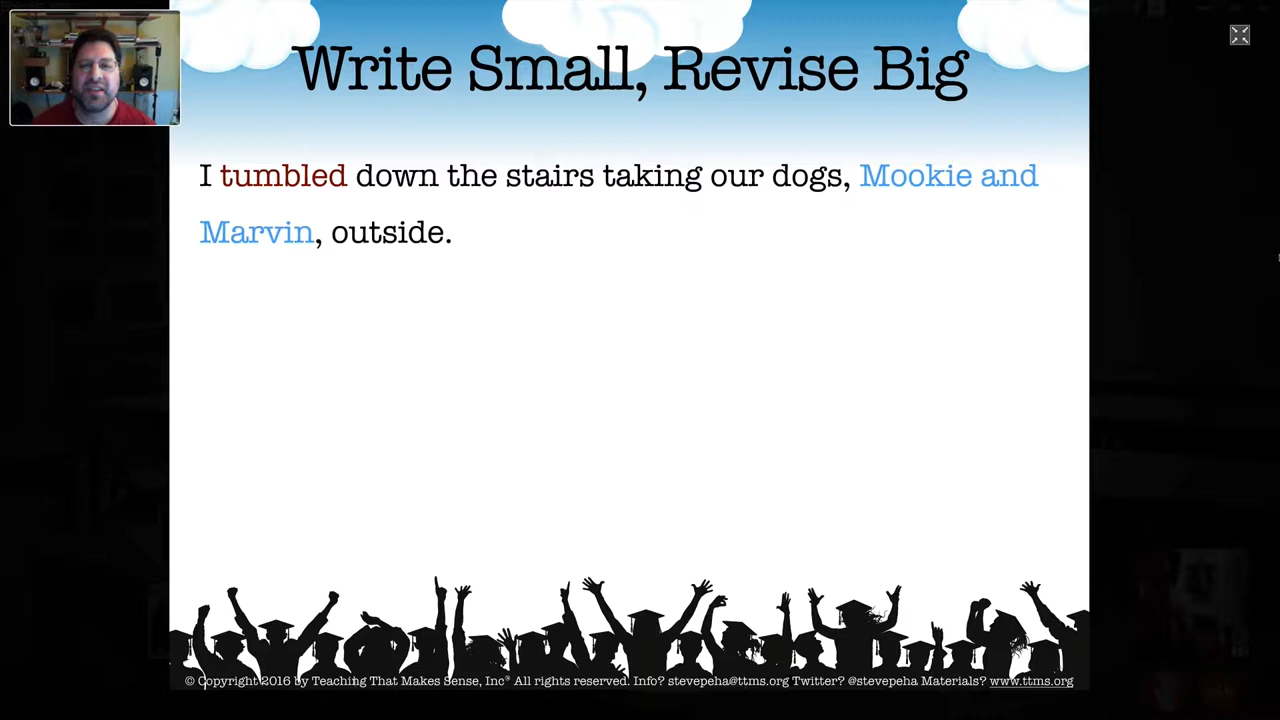 Write Small, Revise Big
I tumbled down the stairs taking our dogs, Mookie and
Marvin, outside.
© Copyright 2016 by Teaching That Makes Sense, Inc® All rights reserved. Info? stevepeha@ttms.org Twitter? @stevepeha Materials? www.ttms.org